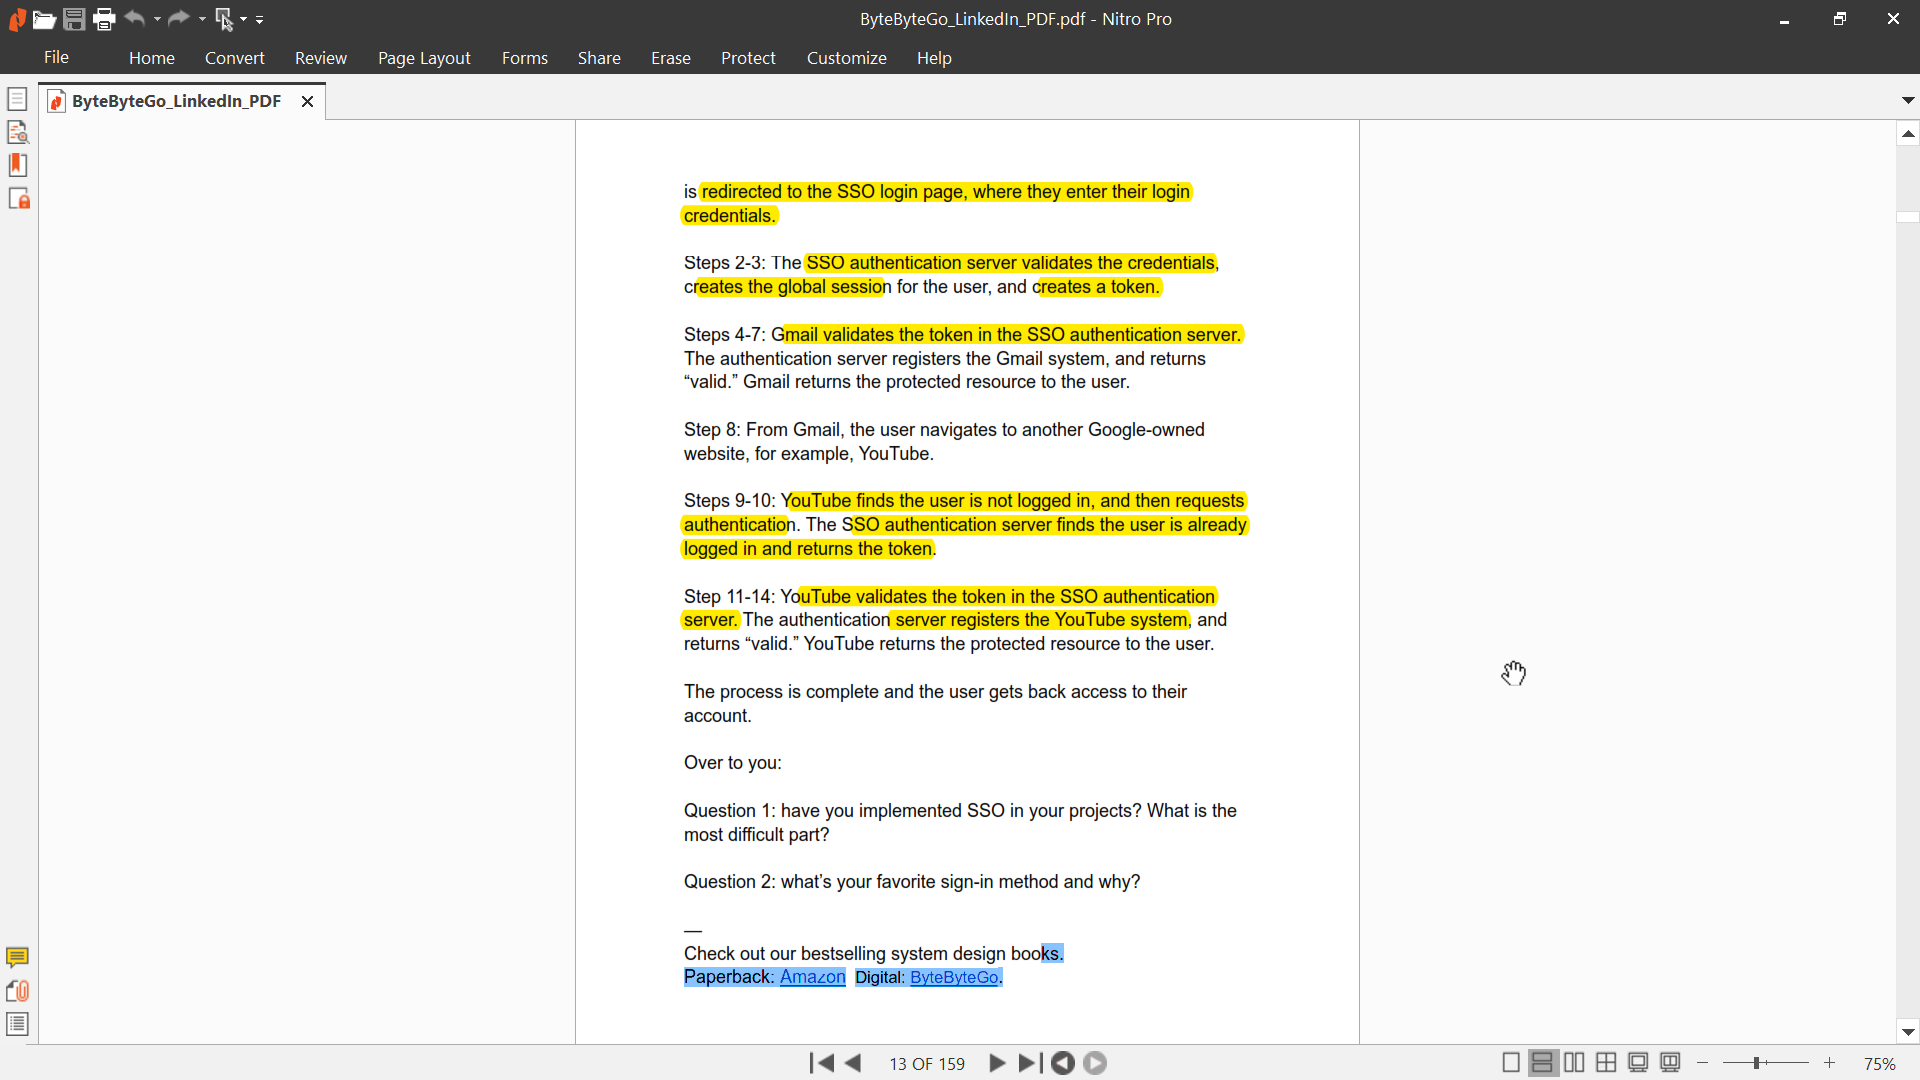 ByteByteGo_LinkedIn_PDF.pdf - Nitro Pro
File Home Convert Review Page Layout Forms Share Erase Protect Customize Help
ByteByteGo_LinkedIn_PDF
is redirected to the SSO login page, where they enter their login
credentials.
Steps 2-3: The SSO authentication server validates the credentials,
creates the global session for the user, and creates a token.
Steps 4-7: Gmail validates the token in the SSO authentication server.
The authentication server registers the Gmail system, and returns
“valid.” Gmail returns the protected resource to the user.
Step 8: From Gmail, the user navigates to another Google-owned
website, for example, YouTube.
Steps 9-10: YouTube finds the user is not logged in, and then requests
authentication. The SSO authentication server finds the user is already
logged in and returns the token.
Step 11-14: YouTube validates the token in the SSO authentication
server. The authentication server registers the YouTube system, and
returns “valid.” YouTube returns the protected resource to the user.
The process is complete and the user gets back access to their
account.
Over to you:
Question 1: have you implemented SSO in your projects? What is the
most difficult part?
Question 2: what’s your favorite sign-in method and why?
—
Check out our bestselling system design books.
Paperback: Amazon Digital: ByteByteGo.
13 OF 159
75%